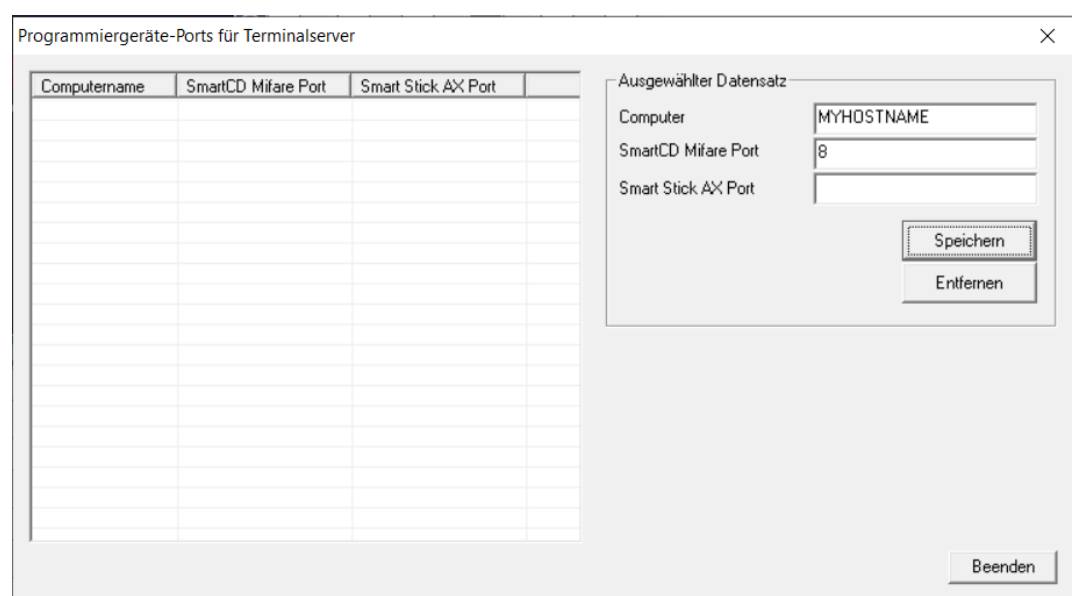 Programmiergeräte-Ports für Terminalserver
Computername SmartCD Mifare Port Smart Stick AX Port
Ausgewählter Datensatz
Computer MYHOSTNAME
SmartCD Mifare Port 8
Smart Stick AX Port
Speichern
Entfernen
Beenden